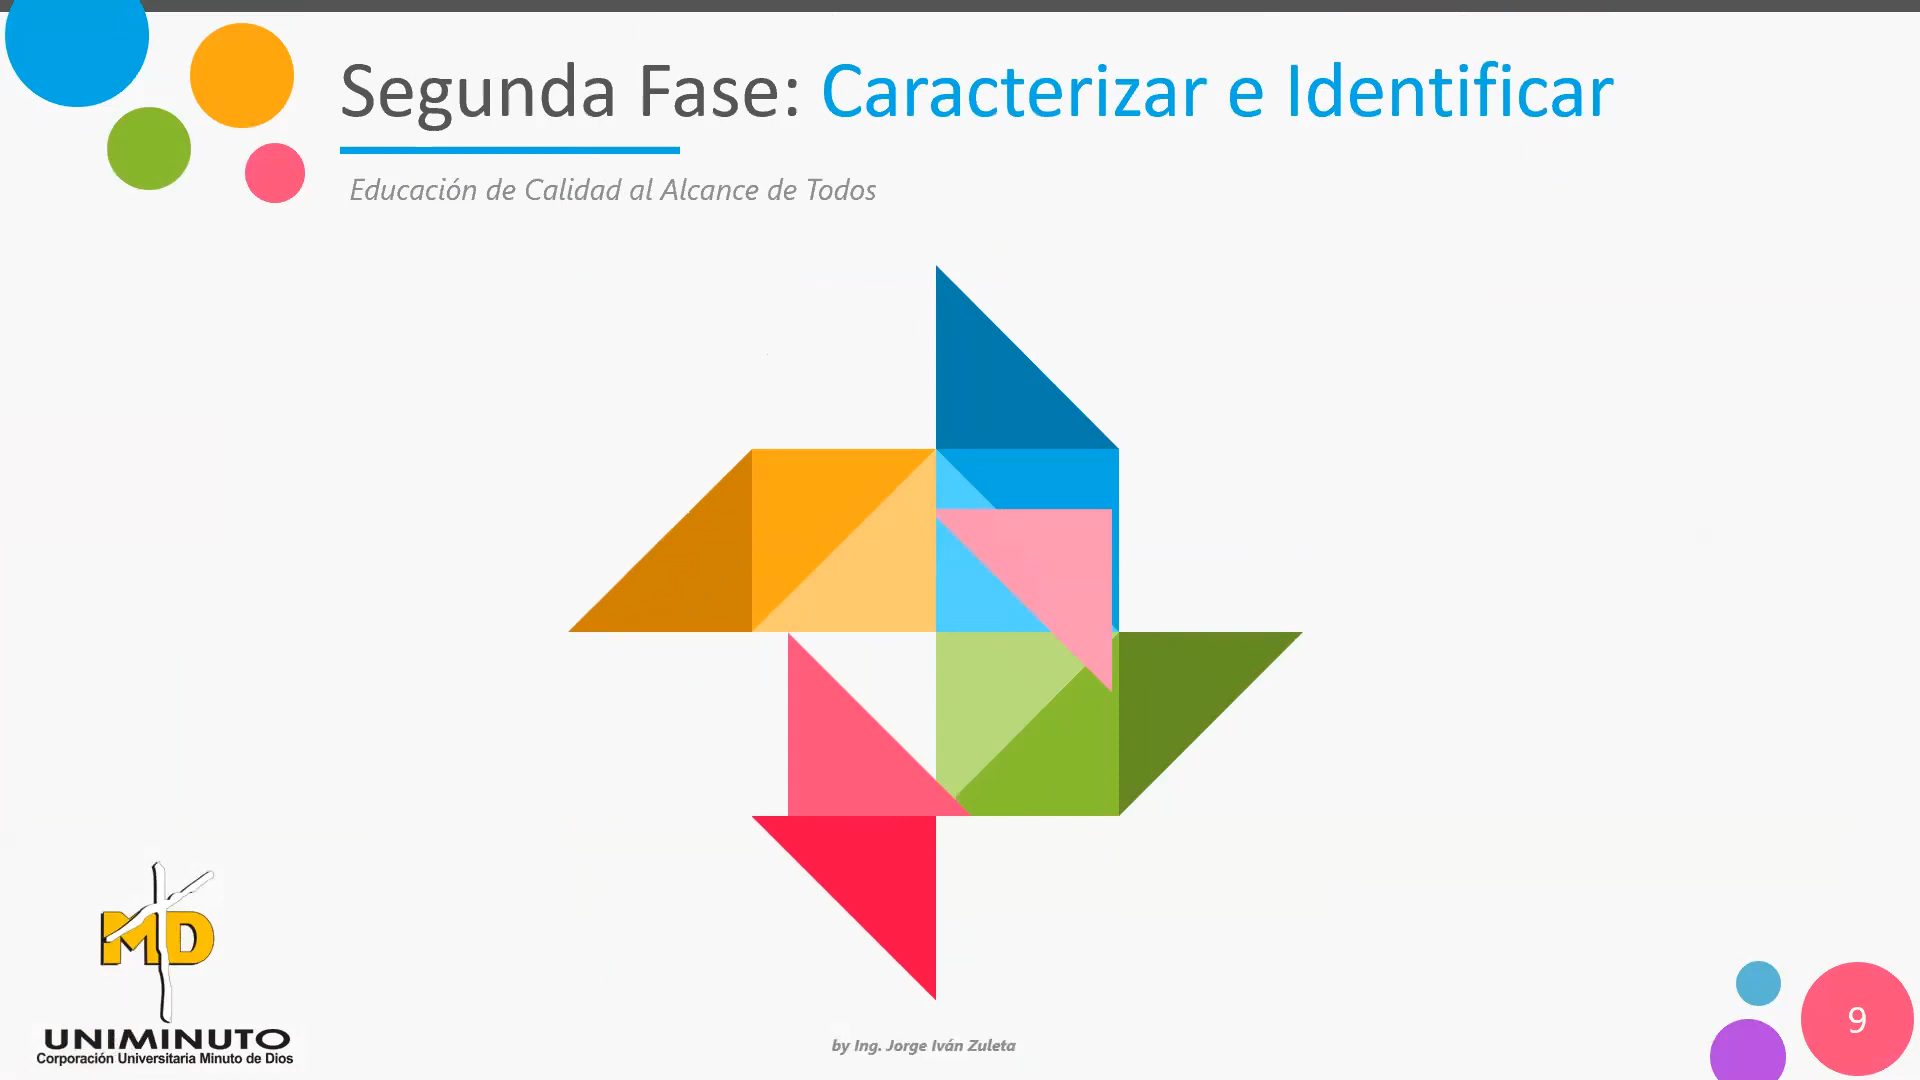 Segunda Fase: Caracterizar e Identificar
Educación de Calidad al Alcance de Todos
MD
UNIMINUTO
Corporación Universitaria Minuto de Dios
by Ing. Jorge Iván Zuleta
9